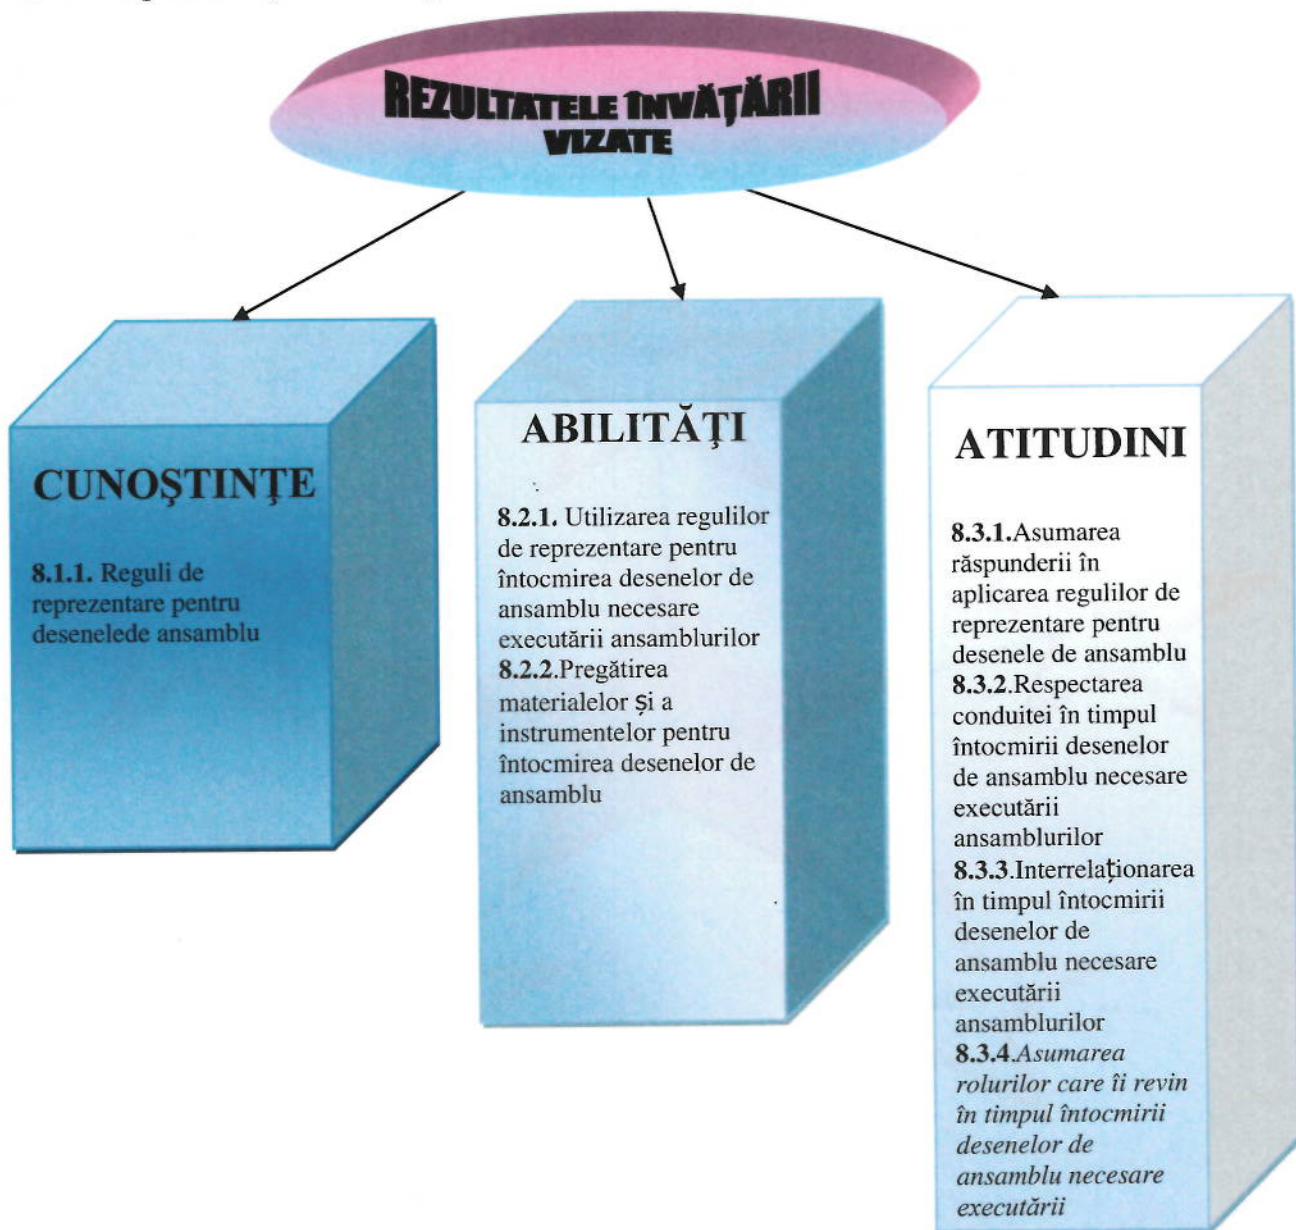 REZULTATELE ÎNVĂŢĂRII
VIZATE
CUNOŞTINŢE
8.1.1. Reguli de
reprezentare pentru
desenelede ansamblu
ABILITĂŢI
8.2.1. Utilizarea regulilor
de reprezentare pentru
întocmirea desenelor de
ansamblu necesare
executării ansamblurilor
8.2.2.Pregătirea
materialelor și a
instrumentelor pentru
întocmirea desenelor de
ansamblu
ATITUDINI
8.3.1.Asumarea
răspunderii în
aplicarea regulilor de
reprezentare pentru
desenele de ansamblu
8.3.2.Respectarea
conduitei în timpul
întocmirii desenelor
de ansamblu necesare
executării
ansamblurilor
8.3.3.Interrelaţionarea
în timpul întocmirii
desenelor de
ansamblu necesare
executării
ansamblurilor
8.3.4.Asumarea
rolurilor care îi revin
în timpul întocmirii
desenelor de
ansamblu necesare
executării